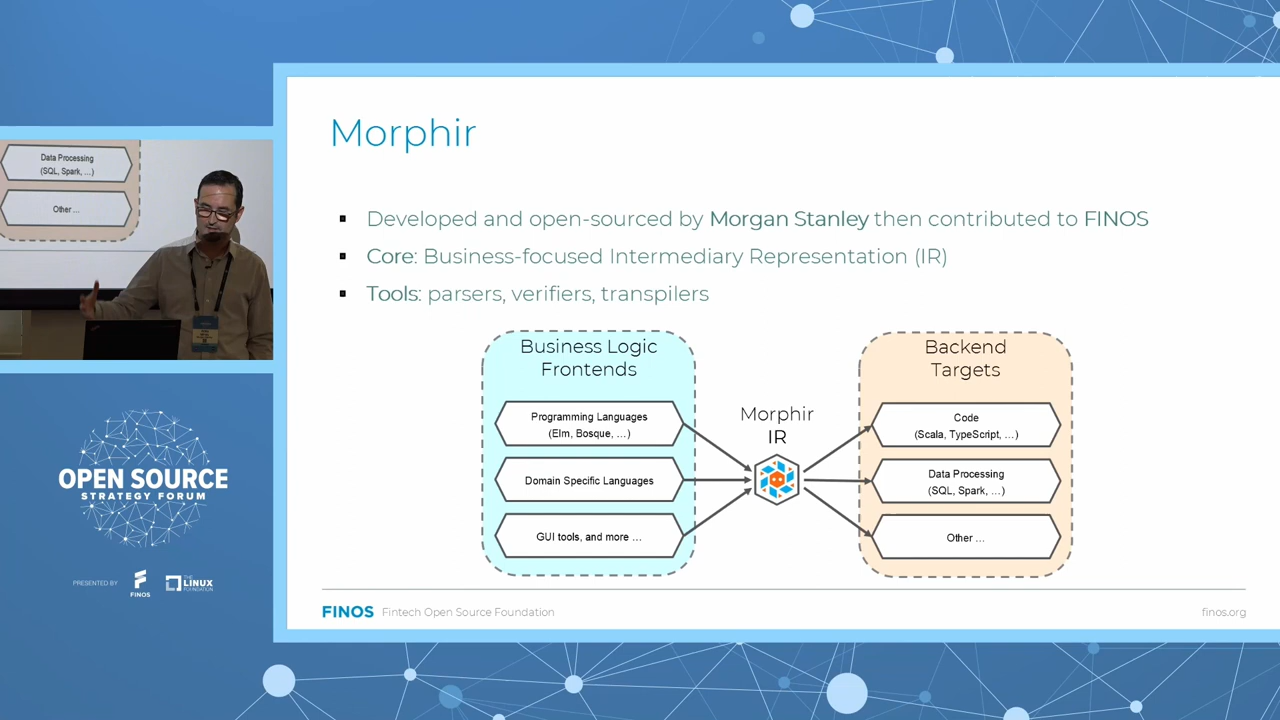 Morphir
Developed and open-sourced by Morgan Stanley then contributed to FINOS
Core: Business-focused Intermediary Representation (IR)
Tools: parsers, verifiers, transpilers
Business Logic
Frontends
Programming Languages
(Elm, Bosque, ...)
Domain Specific Languages
GUI tools, and more ...
Morphir
IR
Backend
Targets
Code
(Scala, TypeScript, ...)
Data Processing
(SQL, Spark, ...)
Other ...
FINOS Fintech Open Source Foundation
finos.org
Data Processing
(SQL, Spark, ...)
Other ...
OPEN SOURCE
STRATEGY FORUM
PRESENTED BY
FINOS
THE
LINUX
FOUNDATION